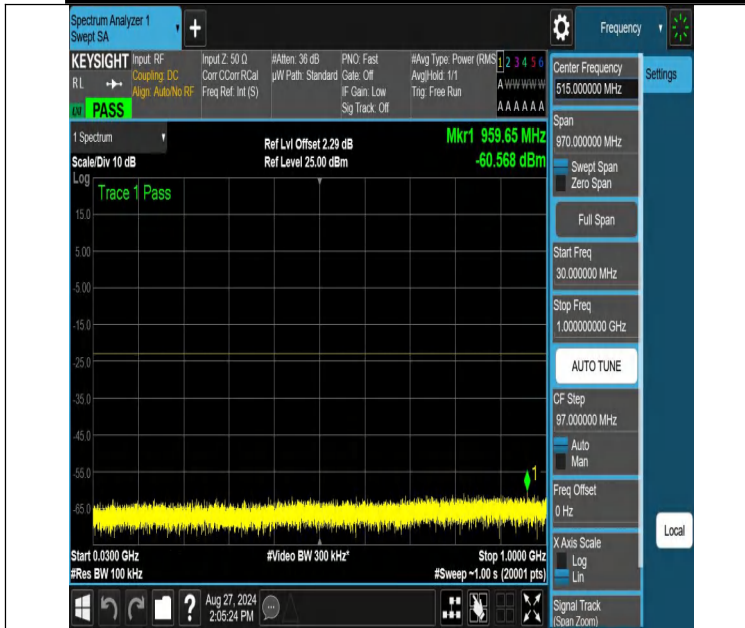 Spectrum Analyzer 1
Swept SA
+
Frequency
KEYSIGHT
RL
PASS
Input: RF
Coupling: DC
Align: Auto/No RF
Input Z: 50 Ω
Corr CCorr RCal
Freq Ref: Int (S)
#Atten: 36 dB
µW Path: Standard
PNO: Fast
Gate: Off
IF Gain: Low
Sig Track: Off
#Avg Type: Power (RMS
Avg|Hold: 1/1
Trig: Free Run
1 2 3 4 5 6
A W W W W W
A A A A A A
1 Spectrum
Scale/Div 10 dB
Ref Lvl Offset 2.29 dB
Ref Level 25.00 dBm
Mkr1 959.65 MHz
-60.568 dBm
Log
Trace 1 Pass
15.0
5.00
-5.00
-15.0
-25.0
-35.0
-45.0
-55.0
-65.0
1
Start 0.0300 GHz
#Video BW 300 kHz*
Stop 1.0000 GHz
#Res BW 100 kHz
#Sweep ~1.00 s (20001 pts)
?
Aug 27, 2024
2:05:24 PM
Center Frequency
515.000000 MHz
Settings
Span
970.000000 MHz
Swept Span
Zero Span
Full Span
Start Freq
30.000000 MHz
Stop Freq
1.000000000 GHz
AUTO TUNE
CF Step
97.000000 MHz
Auto
Man
Freq Offset
0 Hz
X Axis Scale
Log
Lin
Local
Signal Track
(Span Zoom)